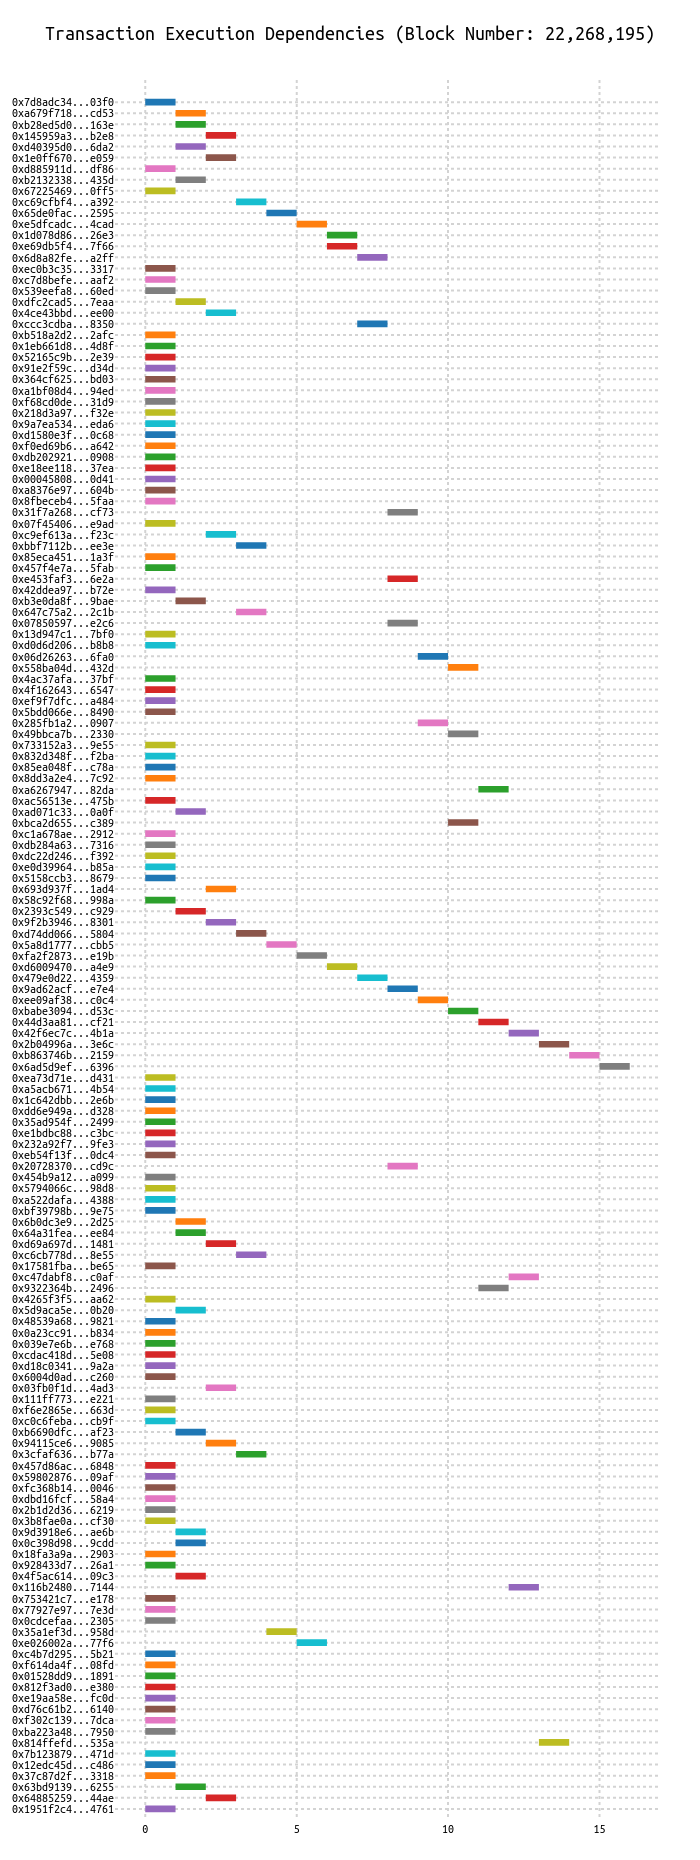 Transaction Execution Dependencies (Block Number: 22,268,195)
0x7d8adc34...03f0
0xa679f718...cd53
0xb28ed5d0...163e
0x145959a3...b2e8
0xd40395d0...6da2
0x1e0ff670...e059
0xd885911d...df86
0xb2132338...435d
0x67225469...0ff5
0xc69cfbf4...a392
0x65de0fac...2595
0xe5dfcadc...4cad
0x1d078d86...26e3
0xe69db5f4...7f66
0x6d8a82fe...a2ff
0xec0b3c35...3317
0xc7d8befe...aaf2
0x539eefa8...60ed
0xdfc2cad5...7eaa
0x4ce43bbd...ee00
0xccc3cdba...8350
0xb518a2d2...2afc
0x1eb661d8...4d8f
0x52165c9b...2e39
0x91e2f59c...d34d
0x364cf625...bd03
0xa1bf08d4...94ed
0xf68cd0de...31d9
0x218d3a97...f32e
0x9a7ea534...eda6
0xd1580e3f...0c68
0xf0ed69b6...a642
0xdb202921...0908
0xe18ee118...37ea
0x00045808...0d41
0xa8376e97...604b
0x8fbeceb4...5faa
0x31f7a268...cf73
0x07f45406...e9ad
0xc9ef613a...f23c
0xbbf7112b...ee3e
0x85eca451...1a3f
0x457f4e7a...5fab
0xe453faf3...6e2a
0x42ddea97...b72e
0xb3e0da8f...9bae
0x647c75a2...2c1b
0x07850597...e2c6
0x13d947c1...7bf0
0xd0d6d206...b8b8
0x06d26263...6fa0
0x558ba04d...432d
0x4ac37afa...37bf
0x4f162643...6547
0xef9f7dfc...a484
0x5bdd066e...8490
0x285fb1a2...0907
0x49bbca7b...2330
0x733152a3...9e55
0x832d348f...f2ba
0x85ea048f...c78a
0x8dd3a2e4...7c92
0xa6267947...82da
0xac56513e...475b
0xad071c33...0a0f
0xbca2d655...c389
0xc1a678ae...2912
0xdb284a63...7316
0xdc22d246...f392
0xe0d39964...b85a
0x5158ccb3...8679
0x693d937f...1ad4
0x58c92f68...998a
0x2393c549...c929
0x9f2b3946...8301
0xd74dd066...5804
0x5a8d1777...cbb5
0xfa2f2873...e19b
0xd6009470...a4e9
0x479e0d22...4359
0x9ad62acf...e7e4
0xee09af38...c0c4
0xbabe3094...d53c
0x44d3aa81...cf21
0x42f6ec7c...4b1a
0x2b04996a...3e6c
0xb863746b...2159
0x6ad5d9ef...6396
0xea73d71e...d431
0xa5acb671...4b54
0x1c642dbb...2e6b
0xdd6e949a...d328
0x35ad954f...2499
0xe1bdbc88...c3bc
0x232a92f7...9fe3
0xeb54f13f...0dc4
0x20728370...cd9c
0x454b9a12...a099
0x5794066c...98d8
0xa522dafa...4388
0xbf39798b...9e75
0x6b0dc3e9...2d25
0x64a31fea...ee84
0xd69a697d...1481
0xc6cb778d...8e55
0x17581fba...be65
0xc47dabf8...c0af
0x9322364b...2496
0x4265f3f5...aa62
0x5d9aca5e...0b20
0x48539a68...9821
0x0a23cc91...b834
0x039e7e6b...e768
0xcdac418d...5e08
0xd18c0341...9a2a
0x6004d0ad...c260
0x03fb0f1d...4ad3
0x111ff773...e221
0xf6e2865e...663d
0xc0c6feba...cb9f
0xb6690dfc...af23
0x94115ce6...9085
0x3cfaf636...b77a
0x457d86ac...6848
0x59802876...09af
0xfc368b14...0046
0xdbd16fcf...58a4
0x2b1d2d36...6219
0x3b8fae0a...cf30
0x9d3918e6...ae6b
0x0c398d98...9cdd
0x18fa3a9a...2903
0x928433d7...26a1
0x4f5ac614...09c3
0x116b2480...7144
0x753421c7...e178
0x77927e97...7e3d
0x0cdcefaa...2305
0x35a1ef3d...958d
0xe026002a...77f6
0xc4b7d295...5b21
0xf614da4f...08fd
0x01528dd9...1891
0x812f3ad0...e380
0xe19aa58e...fc0d
0xd76c61b2...6140
0xf302c139...7dca
0xba223a48...7950
0x814ffefd...535a
0x7b123879...471d
0x12edc45d...c486
0x37c87d2f...3318
0x63bd9139...6255
0x64885259...44ae
0x1951f2c4...4761
0 5 10 15